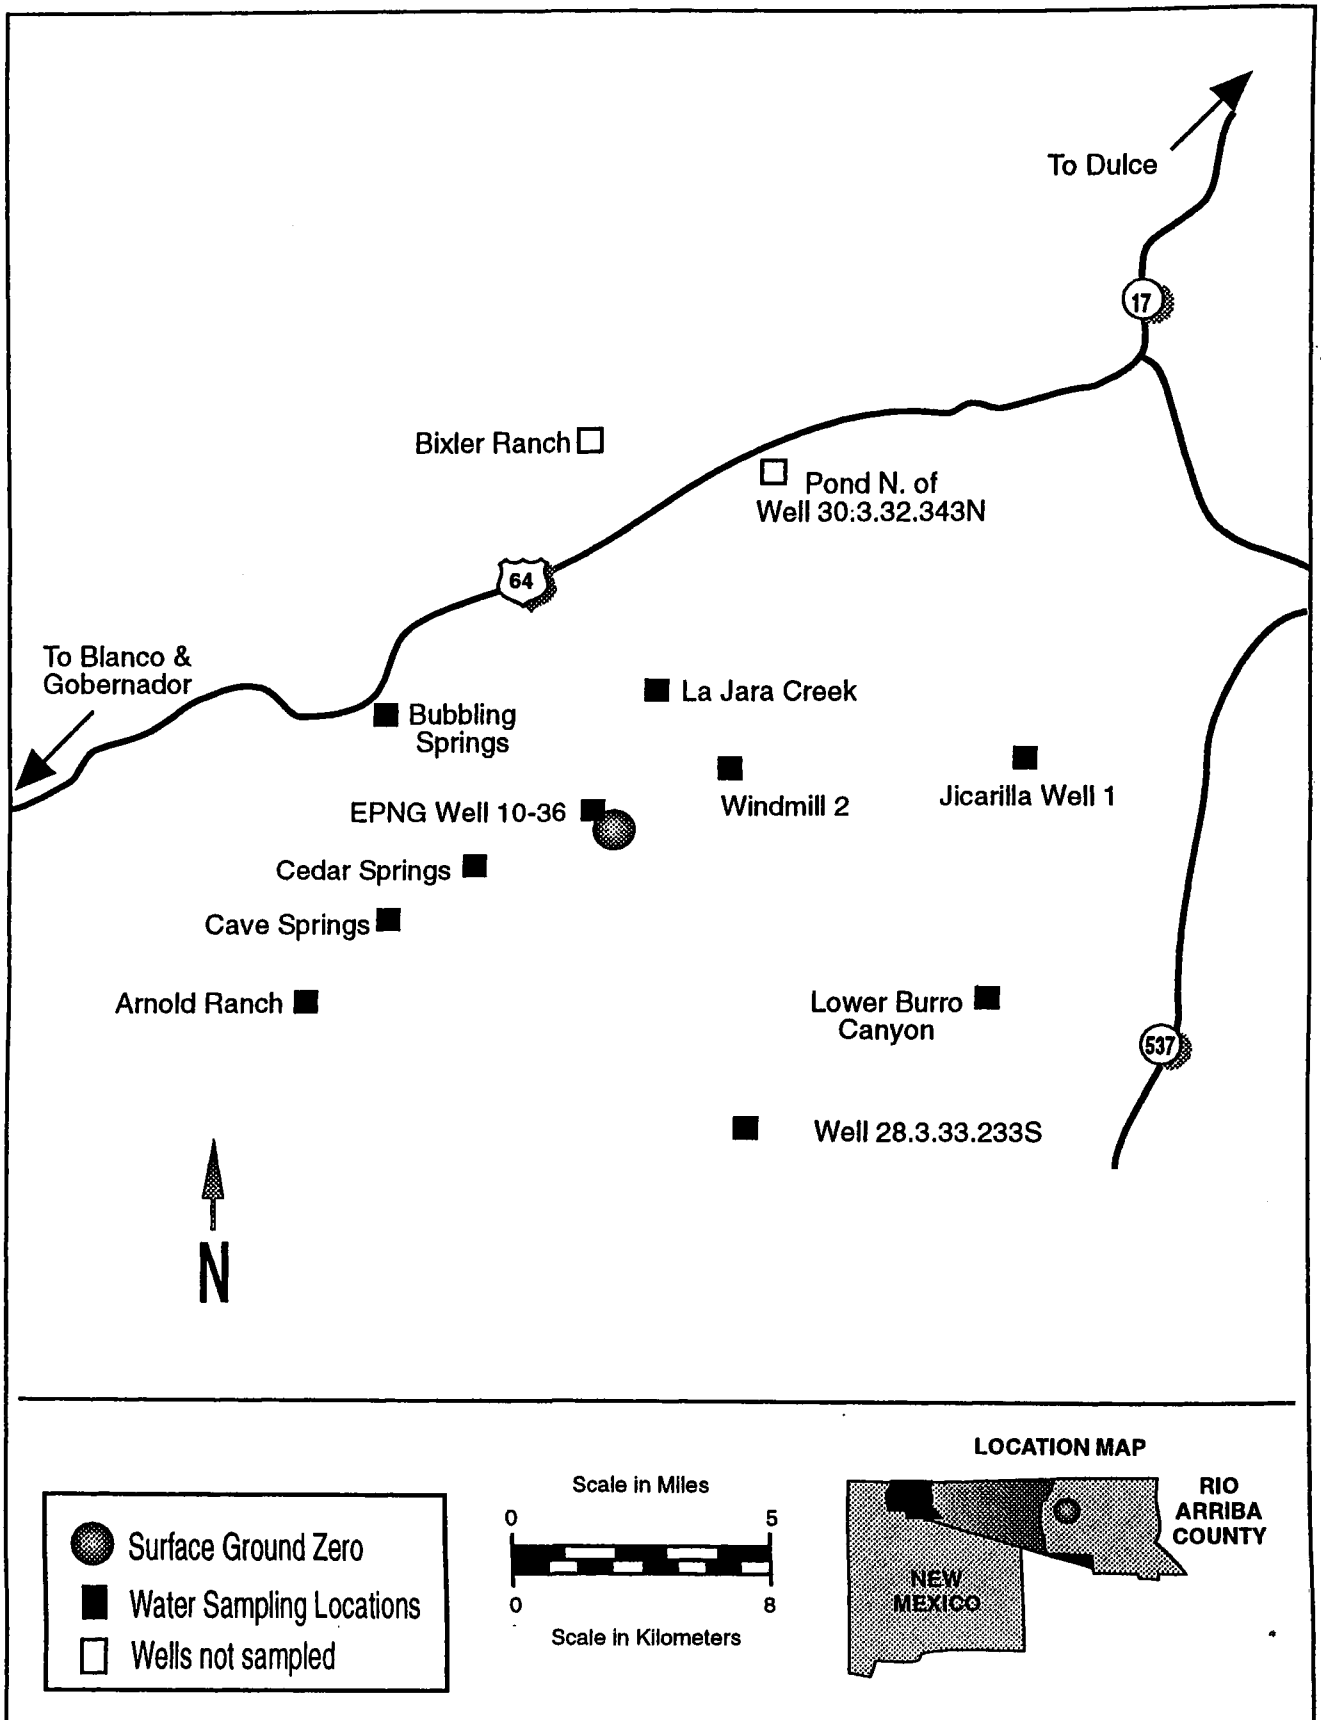 To Dulce
17
Bixler Ranch
Pond N. of
Well 30.3.32.343N
64
To Blanco &
Gobernador
La Jara Creek
Bubbling
Springs
Windmill 2
Jicarilla Well 1
EPNG Well 10-36
Cedar Springs
Cave Springs
Arnold Ranch
Lower Burro
Canyon
537
Well 28.3.33.233S
N
LOCATION MAP
Scale in Miles
0 5
0 8
Scale in Kilometers
Surface Ground Zero
Water Sampling Locations
Wells not sampled
RIO
ARRIBA
COUNTY
NEW
MEXICO